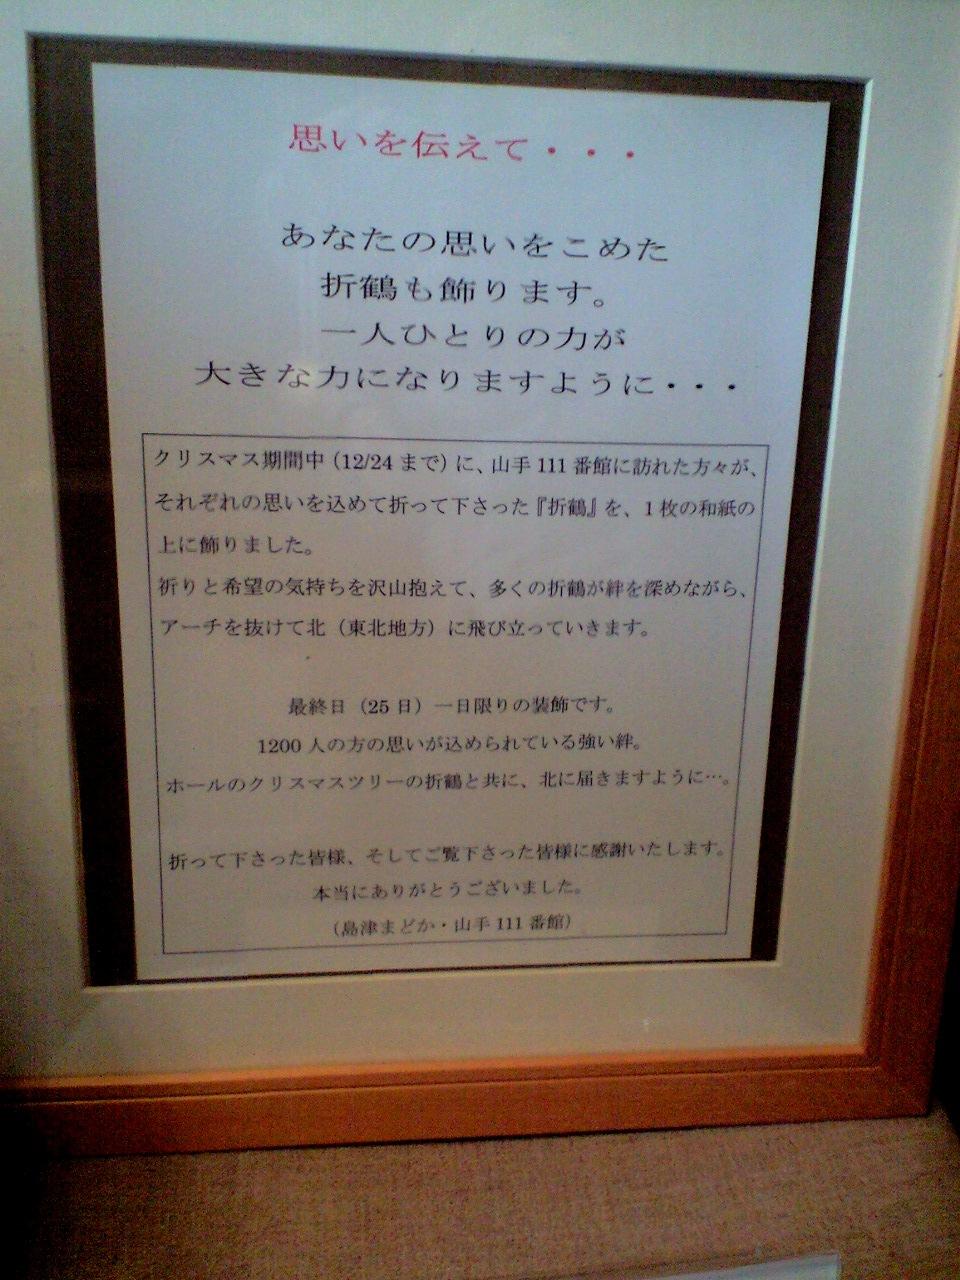 思いを伝えて・・・
あなたの思いをこめた
折鶴も飾ります。
一人ひとりの力が
大きな力になりますように・・・
クリスマス期間中（12/24まで）に、山手111番館に訪れた方々が、
それぞれの思いを込めて折って下さった『折鶴』を、1枚の和紙の
上に飾りました。
祈りと希望の気持ちを沢山抱えて、多くの折鶴が絆を深めながら、
アーチを抜けて北（東北地方）に飛び立っていきます。
最終日（25日）一日限りの装飾です。
1200人の方の思いが込められている強い絆。
ホールのクリスマスツリーの折鶴と共に、北に届きますように…。
折って下さった皆様、そしてご覧下さった皆様に感謝いたします。
本当にありがとうございました。
（島津まどか・山手111番館）